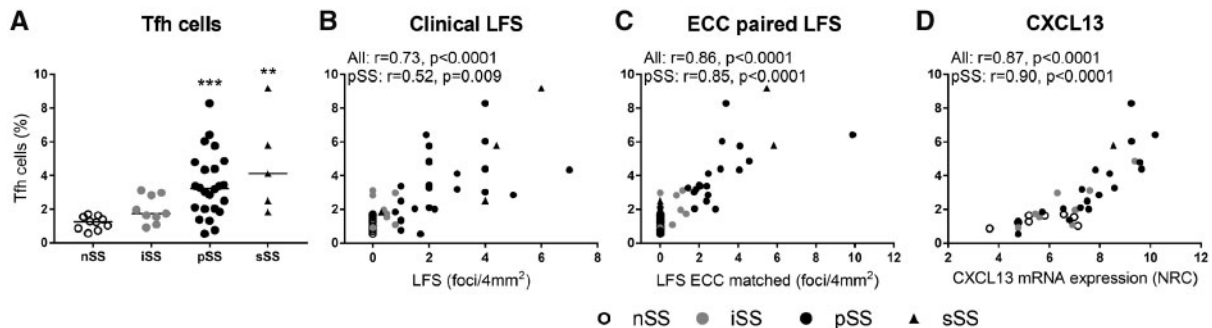 A Tfh cells
Tfh cells (%)
10
8
6
4
2
0
***
**
nSS iSS pSS sSS
B Clinical LFS
All: r=0.73, p<0.0001
pSS: r=0.52, p=0.009
10
8
6
4
2
0
0 2 4 6 8
LFS (foci/4mm²)
C ECC paired LFS
All: r=0.86, p<0.0001
pSS: r=0.85, p<0.0001
10
8
6
4
2
0
0 2 4 6 8 10 12
LFS ECC matched (foci/4mm²)
D CXCL13
All: r=0.87, p<0.0001
pSS: r=0.90, p<0.0001
10
8
6
4
2
0
2 4 6 8 10 12
CXCL13 mRNA expression (NRC)
nSS iSS pSS sSS